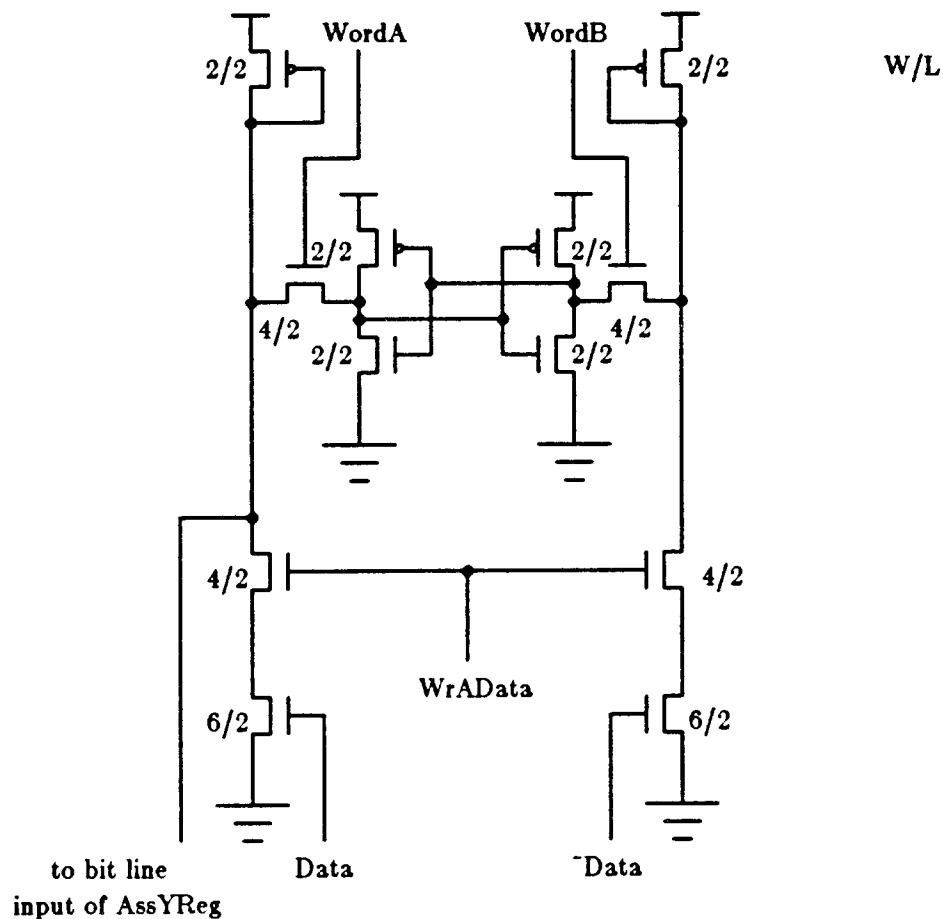 WordA WordB
2/2 2/2 W/L
2/2 2/2
4/2 4/2
2/2 2/2
4/2 4/2
WrAData
6/2 6/2
to bit line Data ~Data
input of AssYReg